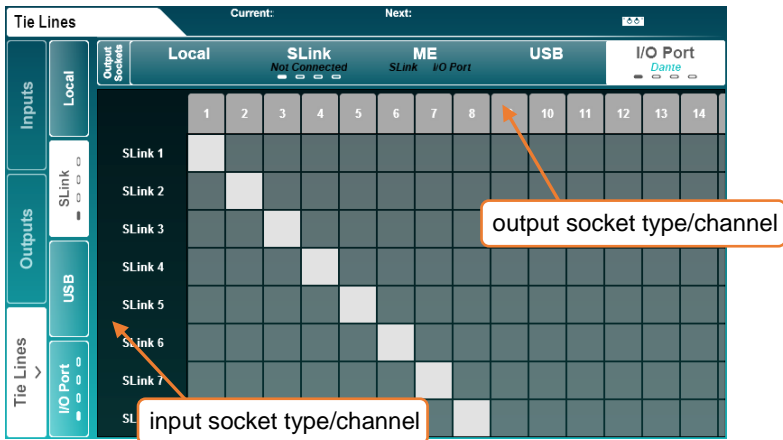 Tie Lines
Current:
Next:
Inputs
Outputs
Tie Lines
Local
SLink
USB
I/O Port
Output
Sockets
Local
SLink
Not Connected
ME
SLink I/O Port
USB
I/O Port
Dante
1 2 3 4 5 6 7 8 9 10 11 12 13 14
SLink 1
SLink 2
SLink 3
SLink 4
SLink 5
SLink 6
SLink 7
SL
output socket type/channel
input socket type/channel